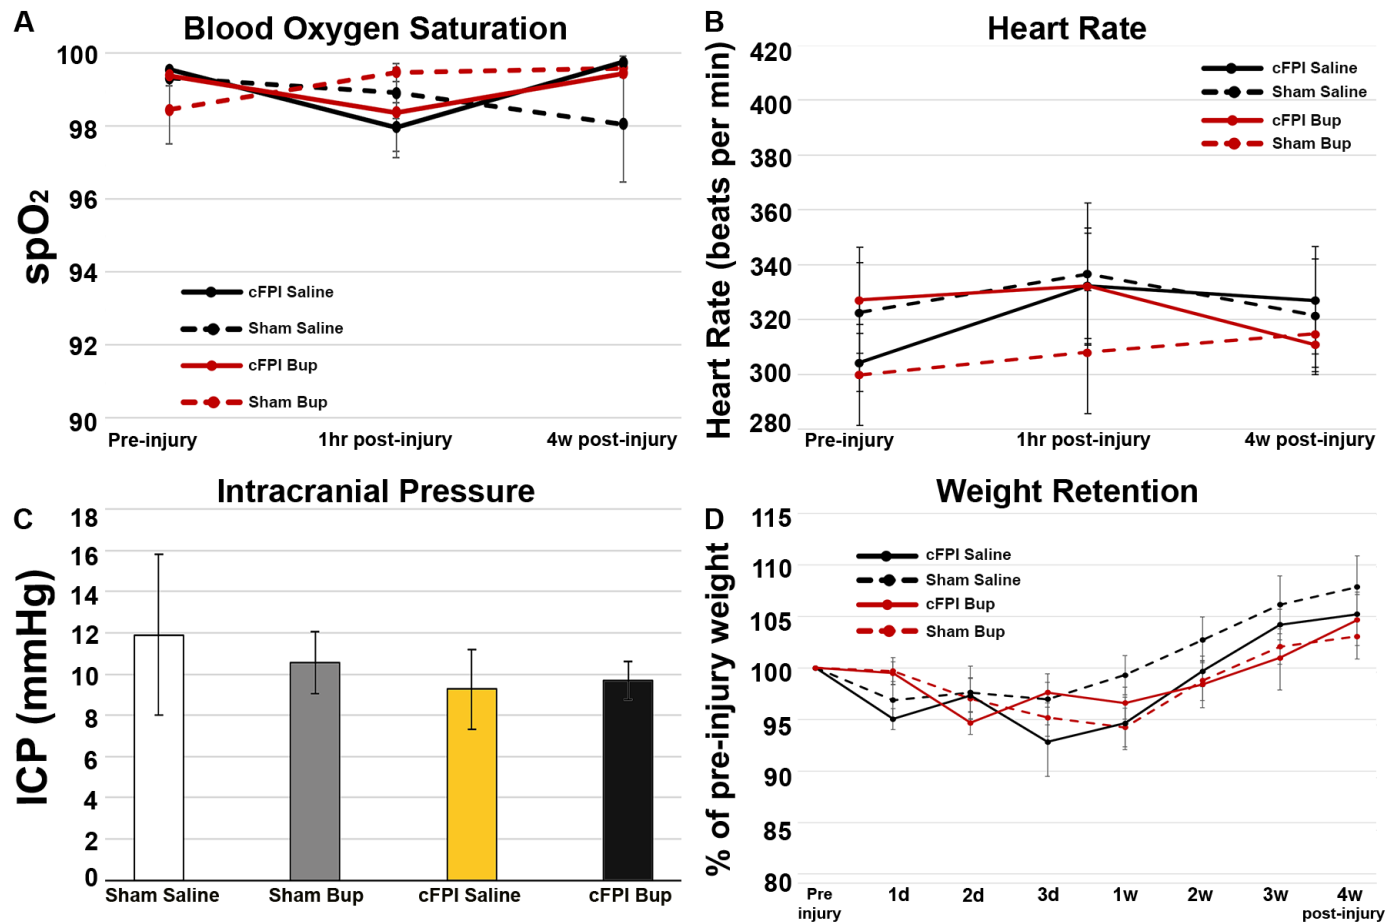 A
Blood Oxygen Saturation
spO2
100
98
96
94
92
90
cFPI Saline
Sham Saline
cFPI Bup
Sham Bup
Pre-injury
1hr post-injury
4w post-injury
B
Heart Rate
Heart Rate (beats per min)
420
400
380
360
340
320
300
280
cFPI Saline
Sham Saline
cFPI Bup
Sham Bup
Pre-injury
1hr post-injury
4w post-injury
C
Intracranial Pressure
ICP (mmHg)
18
16
14
12
10
8
6
4
2
0
Sham Saline
Sham Bup
cFPI Saline
cFPI Bup
D
Weight Retention
% of pre-injury weight
115
110
105
100
95
90
85
80
cFPI Saline
Sham Saline
cFPI Bup
Sham Bup
Pre
injury
1d
2d
3d
1w
2w
3w
4w
post-injury